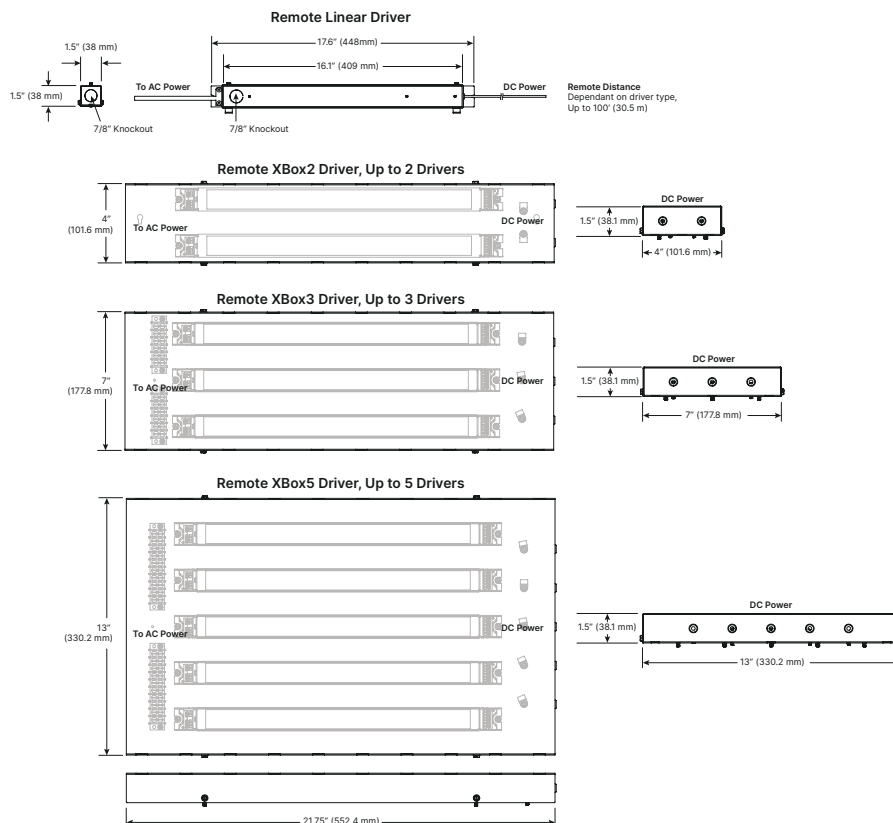 Remote Linear Driver
17.6" (448mm)
1.5" (38 mm)
16.1" (409 mm)
To AC Power
DC Power
Remote Distance
Dependant on driver type,
Up to 100' (30.5 m)
1.5" (38 mm)
7/8" Knockout
7/8" Knockout
Remote XBox2 Driver, Up to 2 Drivers
4"
(101.6 mm)
To AC Power
DC Power
DC Power
1.5" (38.1 mm)
4" (101.6 mm)
Remote XBox3 Driver, Up to 3 Drivers
7"
(177.8 mm)
To AC Power
DC Power
DC Power
1.5" (38.1 mm)
7" (177.8 mm)
Remote XBox5 Driver, Up to 5 Drivers
13"
(330.2 mm)
To AC Power
DC Power
DC Power
1.5" (38.1 mm)
13" (330.2 mm)
21.75" (552.4 mm)